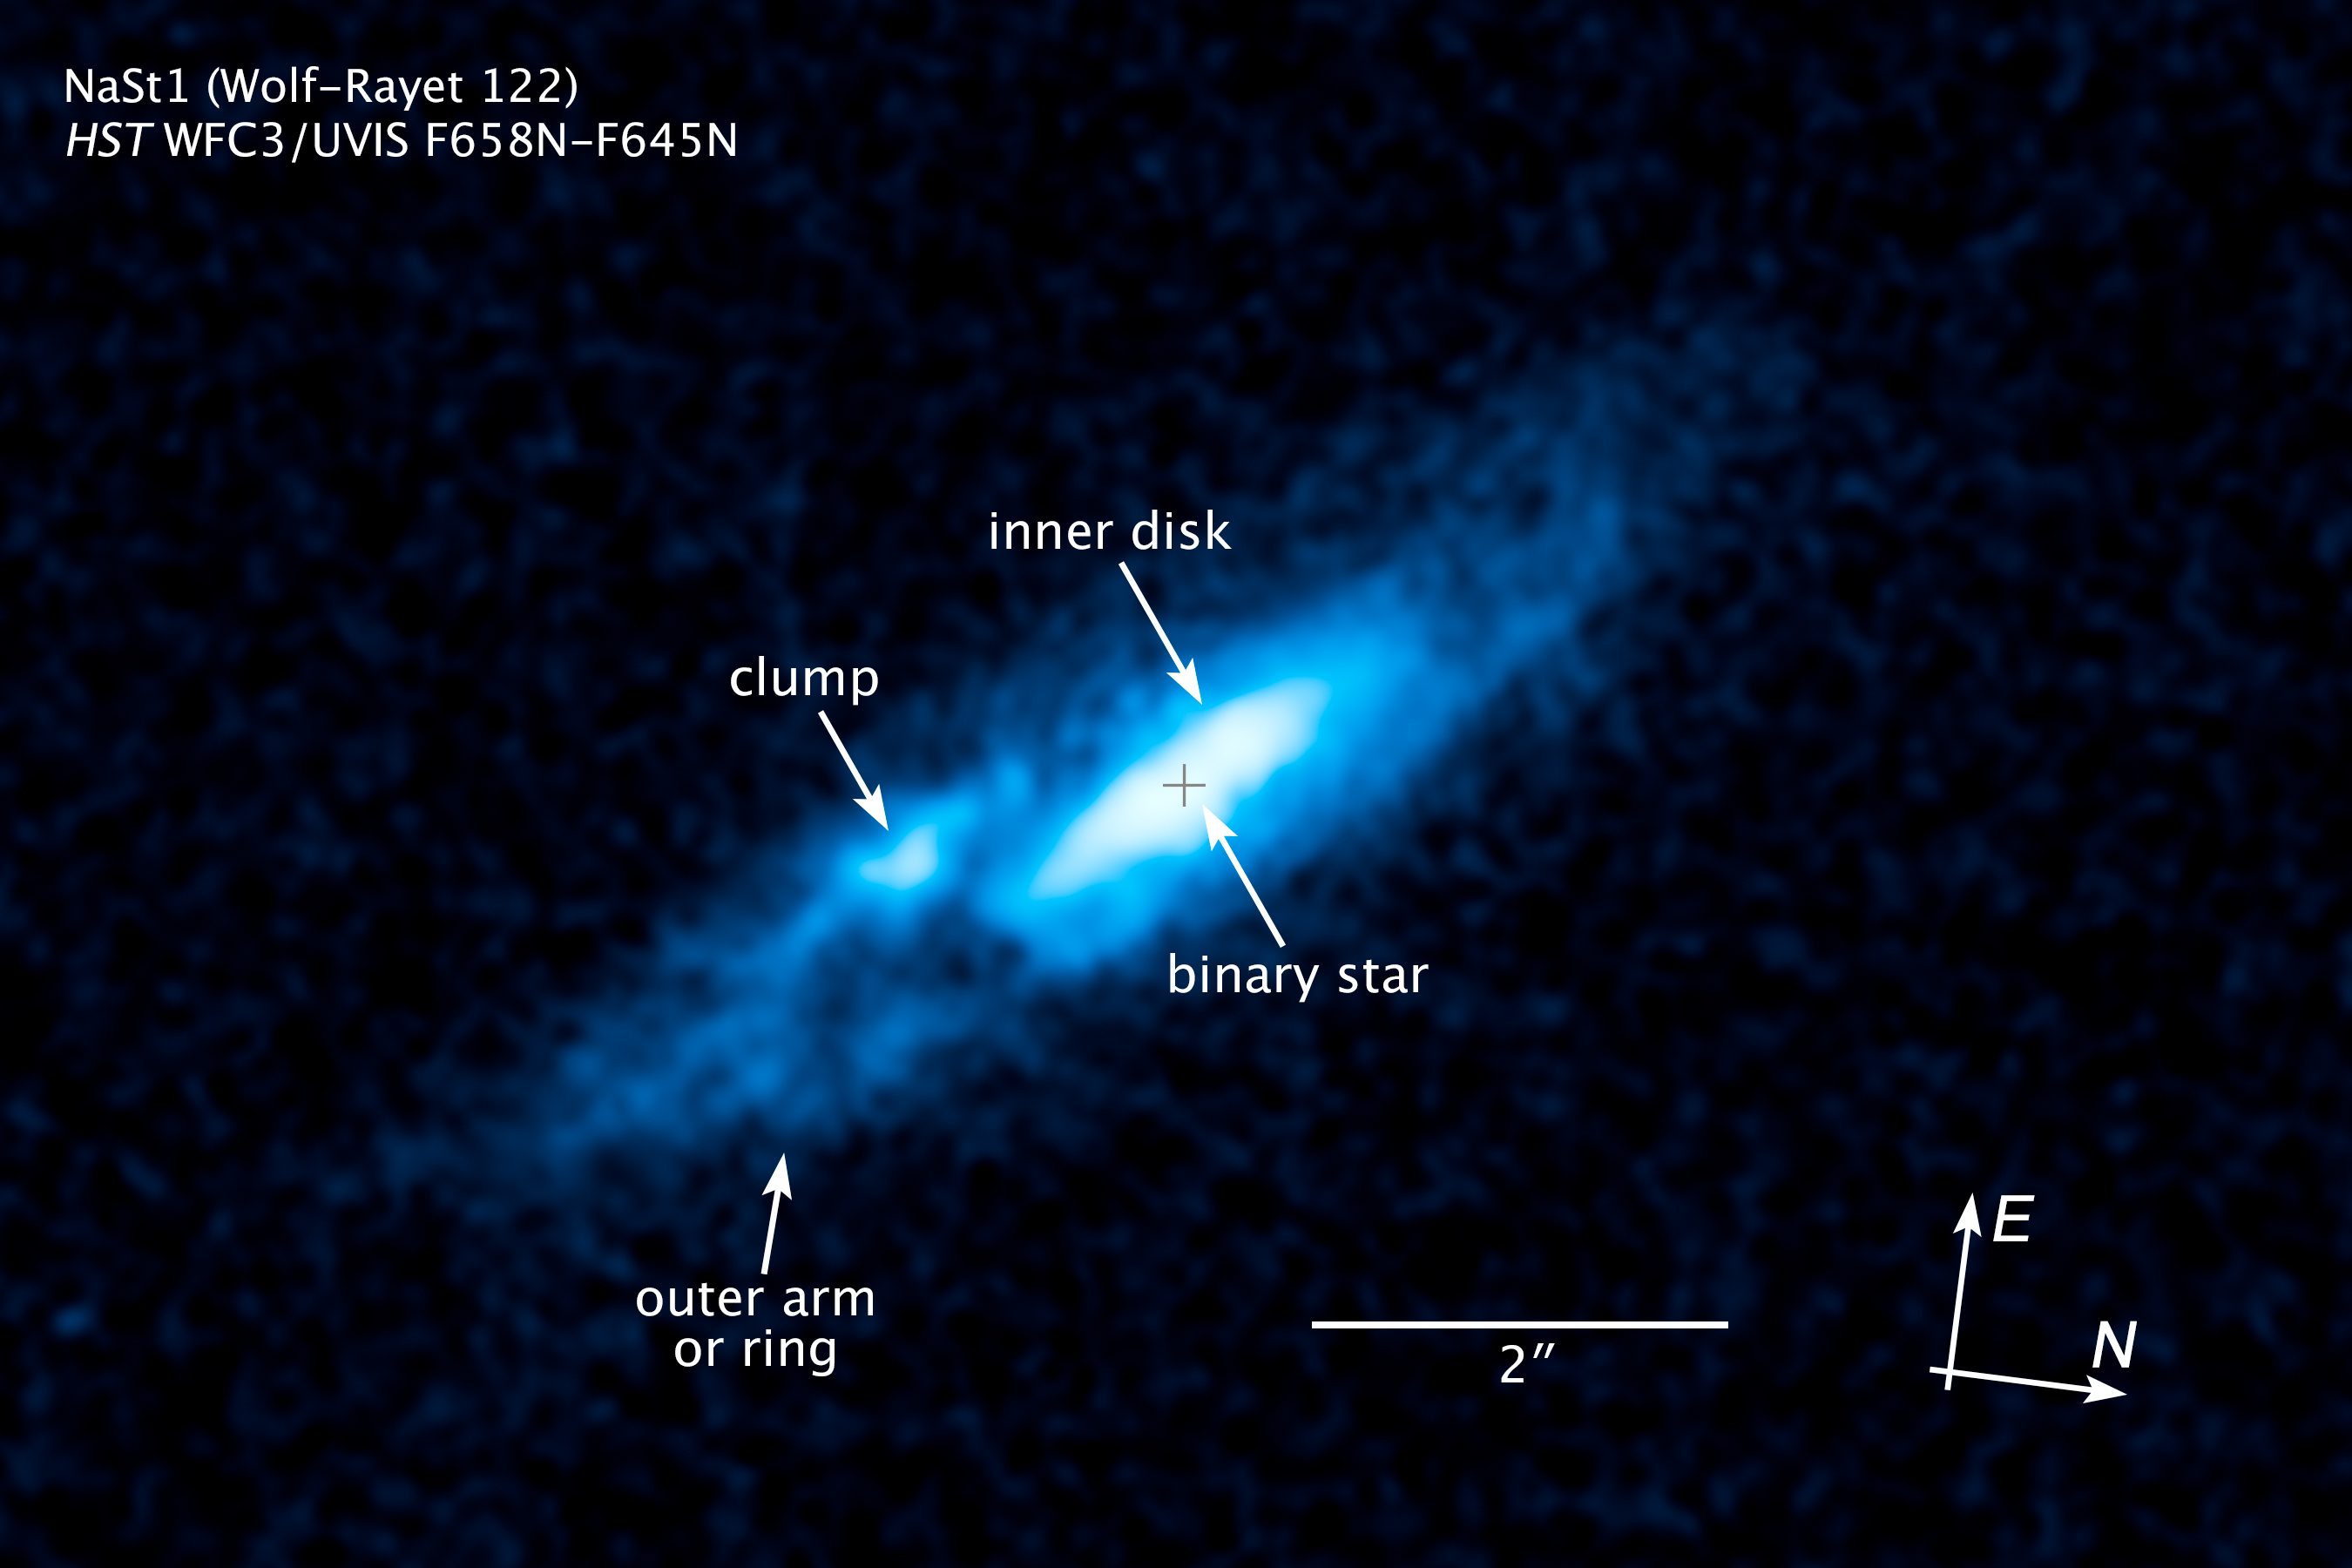 NaSt1 (Wolf–Rayet 122)
HST WFC3/UVIS F658N–F645N
inner disk
clump
binary star
outer arm
or ring
2″
E
N